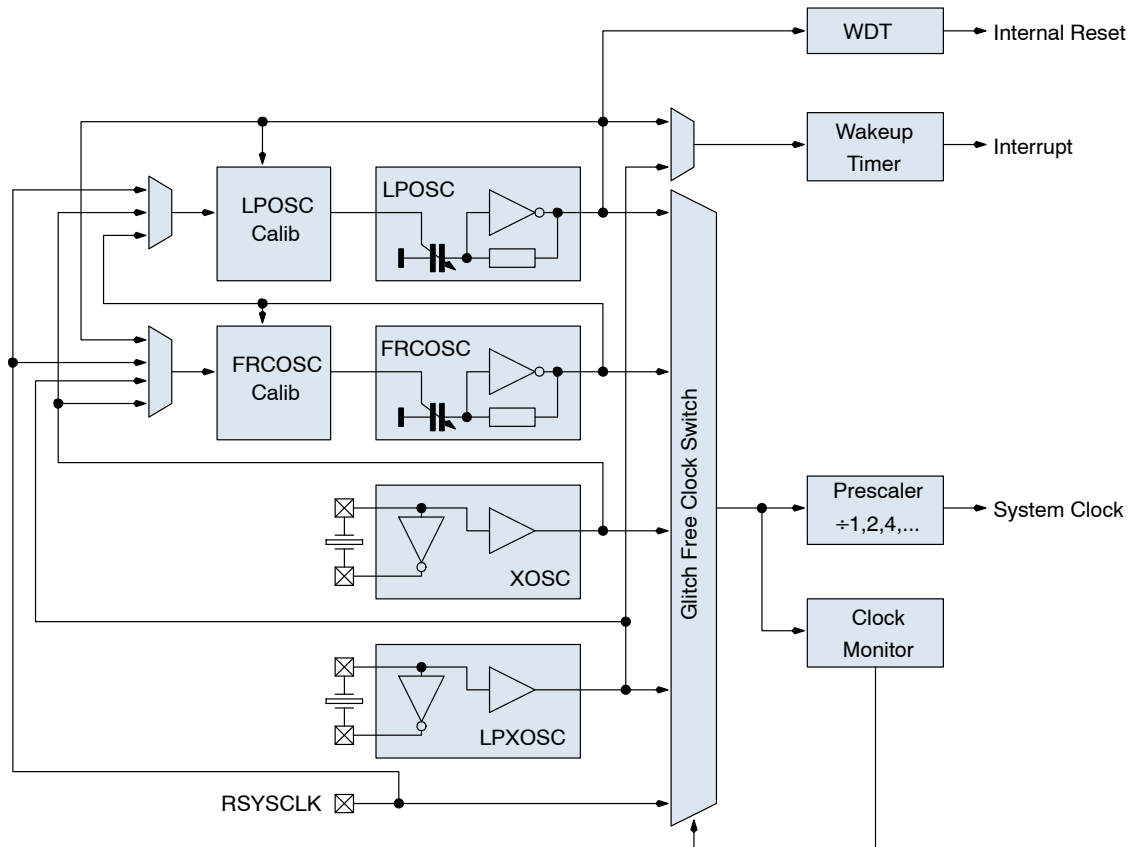 WDT
Internal Reset
Wakeup
Timer
Interrupt
LPOSC
Calib
LPOSC
FRCOSC
Calib
FRCOSC
Glitch Free Clock Switch
Prescaler
÷1,2,4,...
System Clock
XOSC
Clock
Monitor
LPXOSC
RSYSCLK